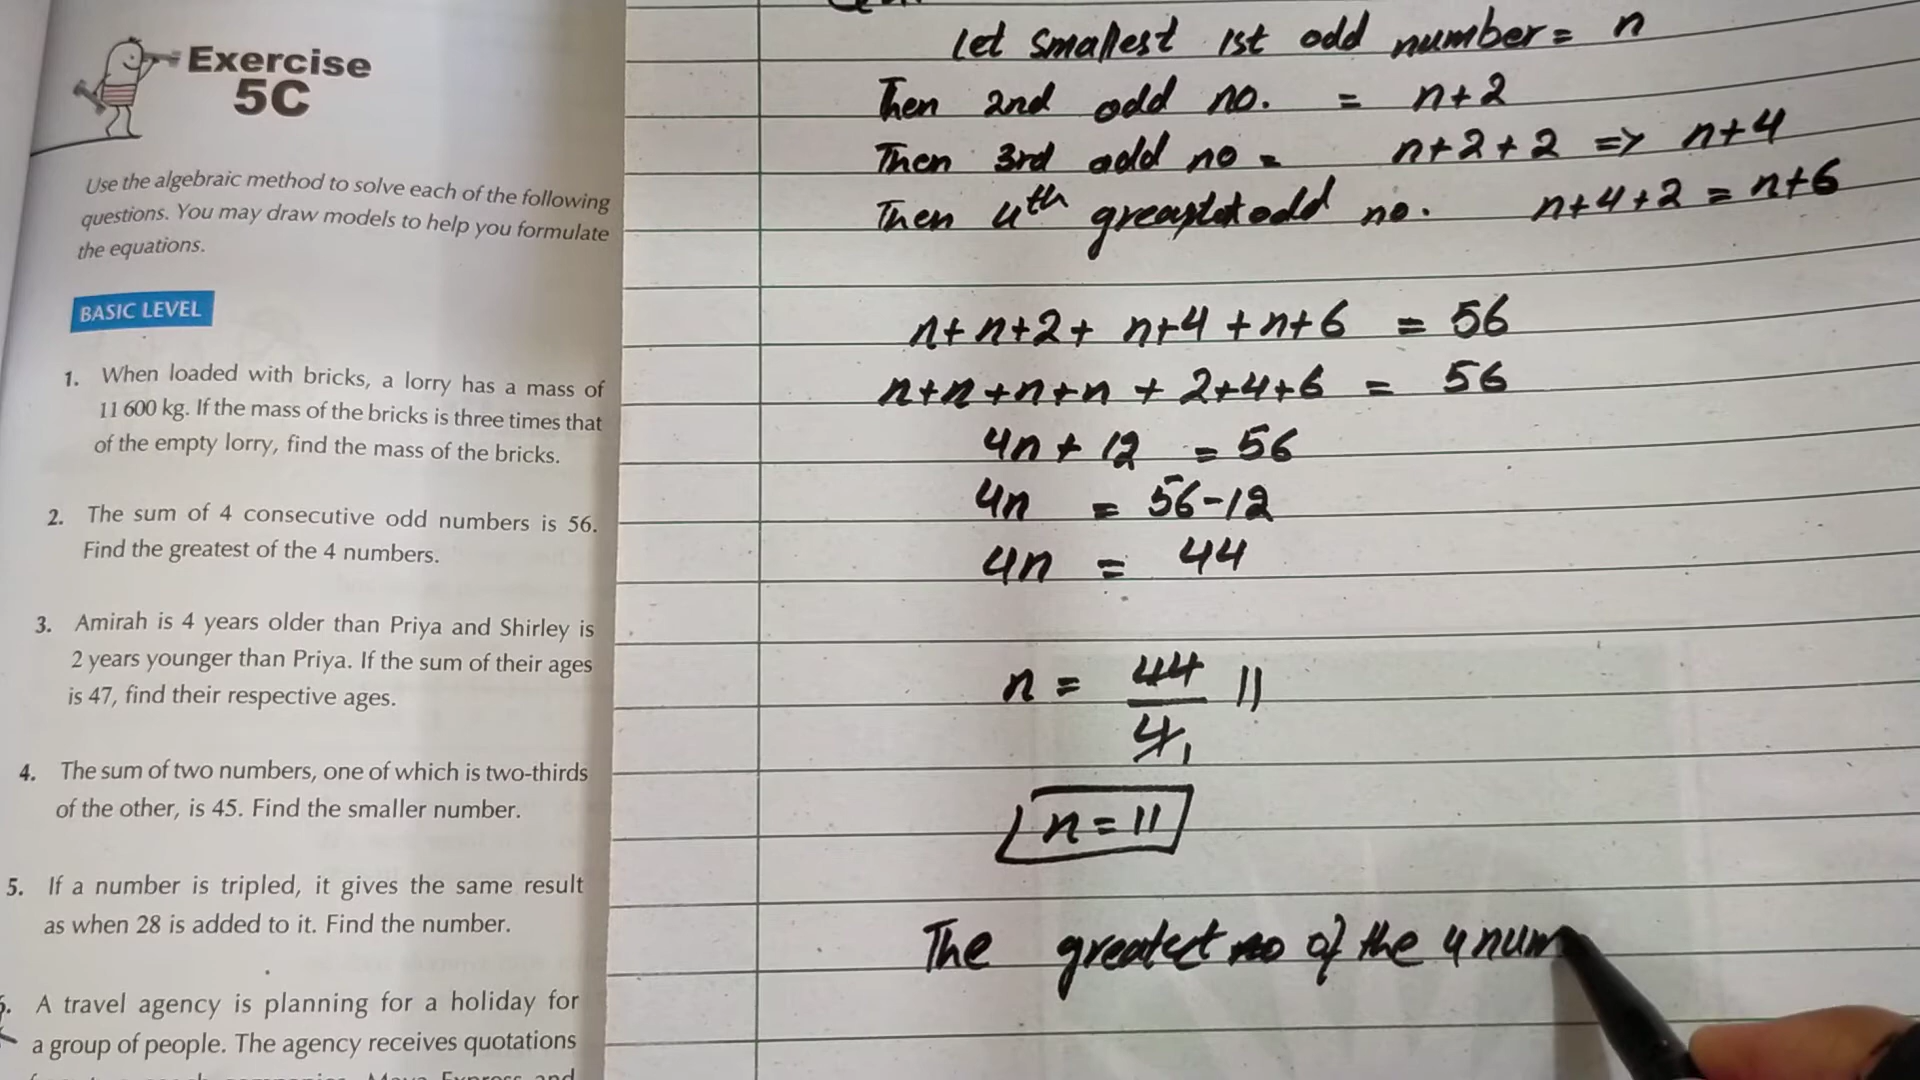 Exercise
5C
Use the algebraic method to solve each of the following
questions. You may draw models to help you formulate
the equations.
BASIC LEVEL
1. When loaded with bricks, a lorry has a mass of
11 600 kg. If the mass of the bricks is three times that
of the empty lorry, find the mass of the bricks.
2. The sum of 4 consecutive odd numbers is 56.
Find the greatest of the 4 numbers.
3. Amirah is 4 years older than Priya and Shirley is
2 years younger than Priya. If the sum of their ages
is 47, find their respective ages.
4. The sum of two numbers, one of which is two-thirds
of the other, is 45. Find the smaller number.
5. If a number is tripled, it gives the same result
as when 28 is added to it. Find the number.
A travel agency is planning for a holiday for
a group of people. The agency receives quotations
Let smallest 1st odd number = n
Then 2nd odd no. = n+2
Then 3rd odd no = n+2+2 => n+4
Then 4th odd no. n+4+2 = n+6
n+n+2+ n+4 +n+6 = 56
n+n+n+n + 2+4+6 = 56
4n + 12 = 56
4n = 56-12
4n = 44
n = 44/4 11
1
n = 11
The greatest no of the 4 num